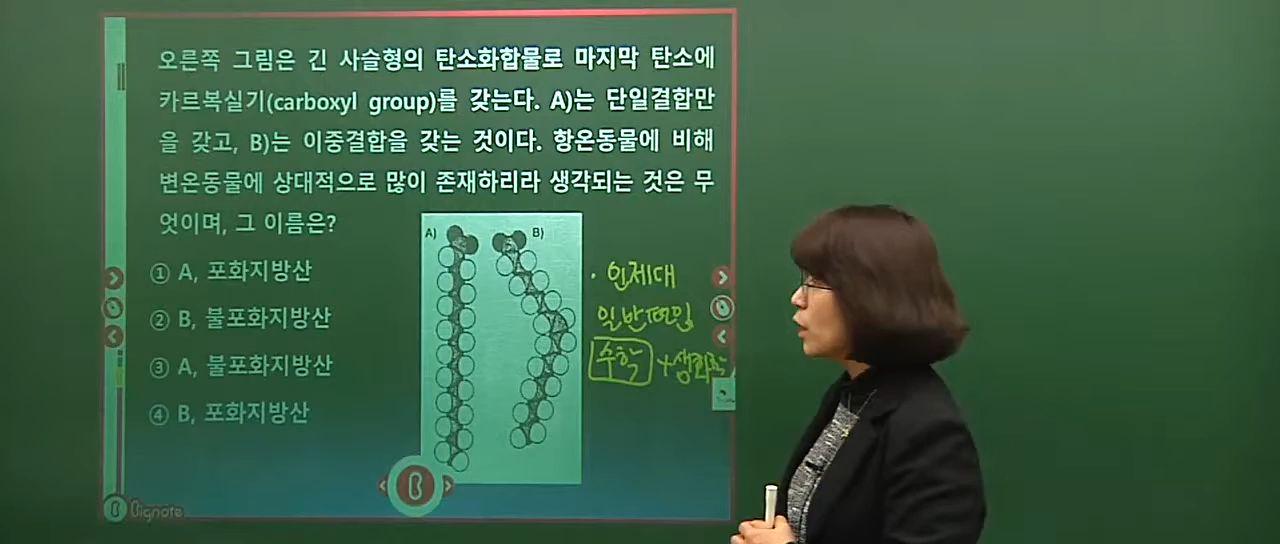 오른쪽 그림은 긴 사슬형의 탄소화합물로 마지막 탄소에
카르복실기(carboxyl group)를 갖는다. A)는 단일결합만
을 갖고, B)는 이중결합을 갖는 것이다. 항온동물에 비해
변온동물에 상대적으로 많이 존재하리라 생각되는 것은 무
엇이며, 그 이름은?
① A, 포화지방산
② B, 불포화지방산
③ A, 불포화지방산
④ B, 포화지방산
A)
B)
· 인제대
일반편입
수학 + 생화학
B
B Bignote